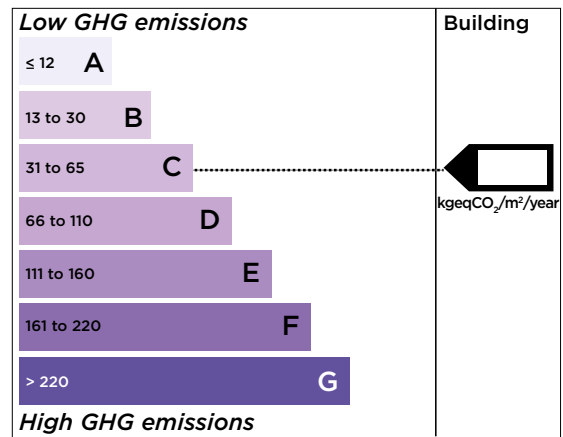 Low GHG emissions
Building
≤ 12 A
13 to 30 B
31 to 65 C
kgeqCO₂/m²/year
66 to 110 D
111 to 160 E
161 to 220 F
> 220 G
High GHG emissions